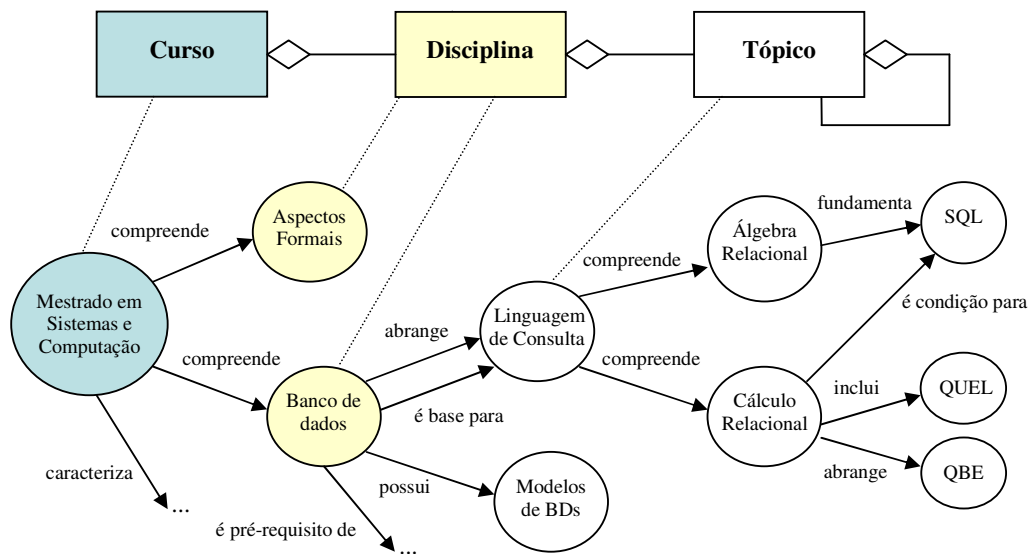 Curso
Disciplina
Tópico
Aspectos
Formais
compreende
fundamenta
SQL
Álgebra
Relacional
compreende
Mestrado em
Sistemas e
Computação
é condição para
Linguagem
de Consulta
abrange
compreende
compreende
Banco de
dados
é base para
inclui
QUEL
Cálculo
Relacional
caracteriza
...
possui
Modelos
de BDs
abrange
QBE
é pré-requisito de
...